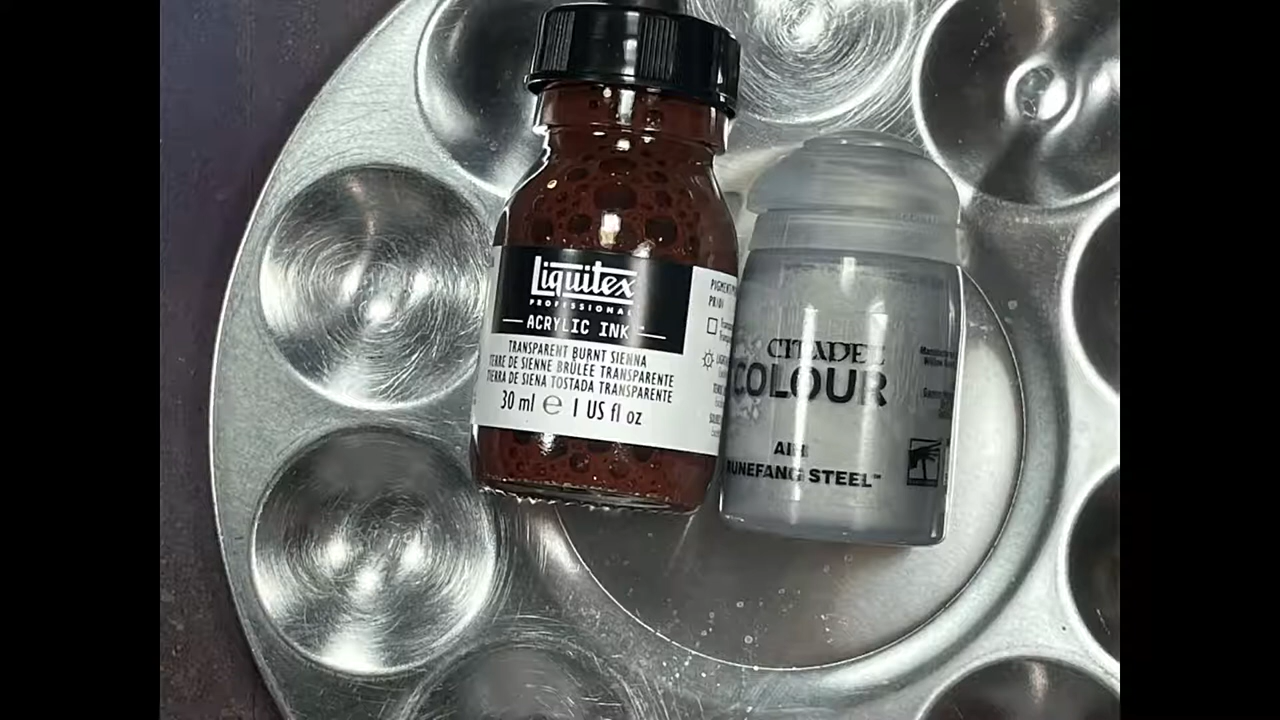 Liquitex
PROFESSIONAL
ACRYLIC INK
TRANSPARENT BURNT SIENNA
TERRE DE SIENNE BRÛLÉE TRANSPARENTE
TIERRA DE SIENA TOSTADA TRANSPARENTE
30 ml e 1 US fl oz
CITADEL
COLOUR
AIR
RUNEFANG STEEL™